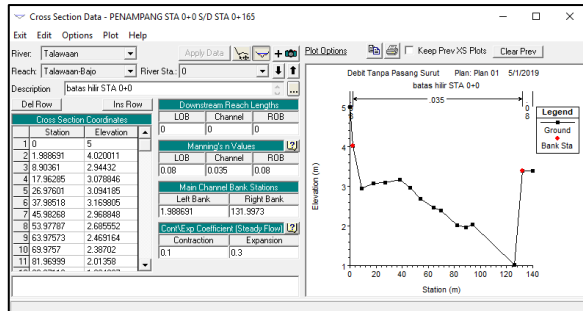 Cross Section Data - PENAMPANG STA 0+0 S/D STA 0+165
Exit Edit Options Plot Help
River: Talawaan Apply Data
Reach: Talawaan-Bajo River Sta.: 0
Description batas hilir STA 0+0 ...
Del Row Ins Row
Cross Section Coordinates
Station Elevation
1 0 5
2 1.988691 4.020011
3 8.90361 2.94432
4 17.96285 3.078846
5 26.97601 3.094185
6 37.98518 3.169805
7 45.98268 2.968848
8 53.97787 2.685552
9 63.97573 2.469164
10 69.9757 2.38702
11 81.96999 2.01358
Downstream Reach Lengths
LOB Channel ROB
0 0 0
Manning's n Values
LOB Channel ROB
0.08 0.035 0.08
Main Channel Bank Stations
Left Bank Right Bank
1.988691 131.9973
Cont\Exp Coefficient (Steady Flow)
Contraction Expansion
0.1 0.3
Plot Options Keep Prev XS Plots Clear Prev
Debit Tanpa Pasang Surut Plan: Plan 01 5/1/2019
batas hilir STA 0+0
.035
Legend
Ground
Bank Sta
Elevation (m)
5
4
3
2
1
0 20 40 60 80 100 120 140
Station (m)